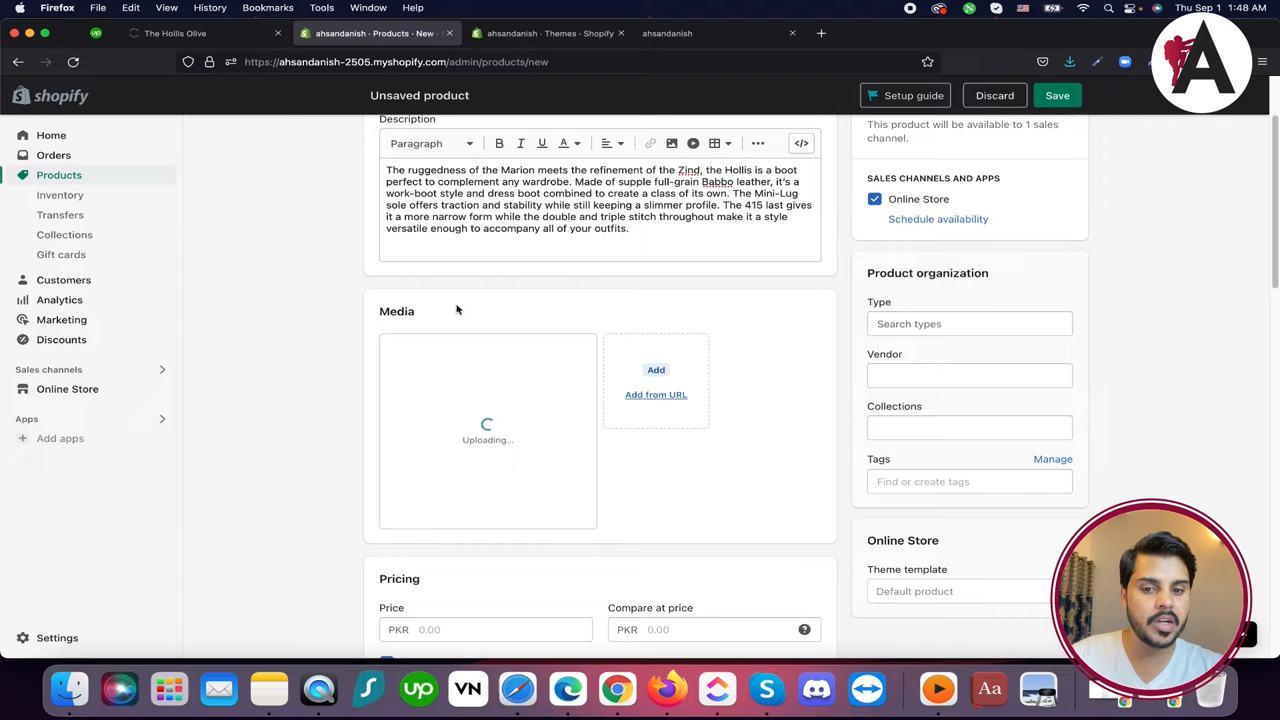 Firefox File Edit View History Bookmarks Tools Window Help
Thu Sep 1 1:48 AM
The Hollis Olive
ahsandanish · Products · New ·
ahsandanish · Themes · Shopify
ahsandanish
https://ahsandanish-2505.myshopify.com/admin/products/new
A
shopify
Unsaved product
Setup guide
Discard
Save
Home
Orders
Products
Inventory
Transfers
Collections
Gift cards
Customers
Analytics
Marketing
Discounts
Sales channels
Online Store
Apps
Add apps
Settings
Description
Paragraph
B I U A
</>
The ruggedness of the Marion meets the refinement of the Zind, the Hollis is a boot
perfect to complement any wardrobe. Made of supple full-grain Babbo leather, it's a
work-boot style and dress boot combined to create a class of its own. The Mini-Lug
sole offers traction and stability while still keeping a slimmer profile. The 415 last gives
it a more narrow form while the double and triple stitch throughout make it a style
versatile enough to accompany all of your outfits.
Media
Uploading...
Add
Add from URL
Pricing
Price
PKR 0.00
Compare at price
PKR 0.00
This product will be available to 1 sales
channel.
SALES CHANNELS AND APPS
Online Store
Schedule availability
Product organization
Type
Search types
Vendor
Collections
Tags
Manage
Find or create tags
Online Store
Theme template
Default product
up
VN
Aa